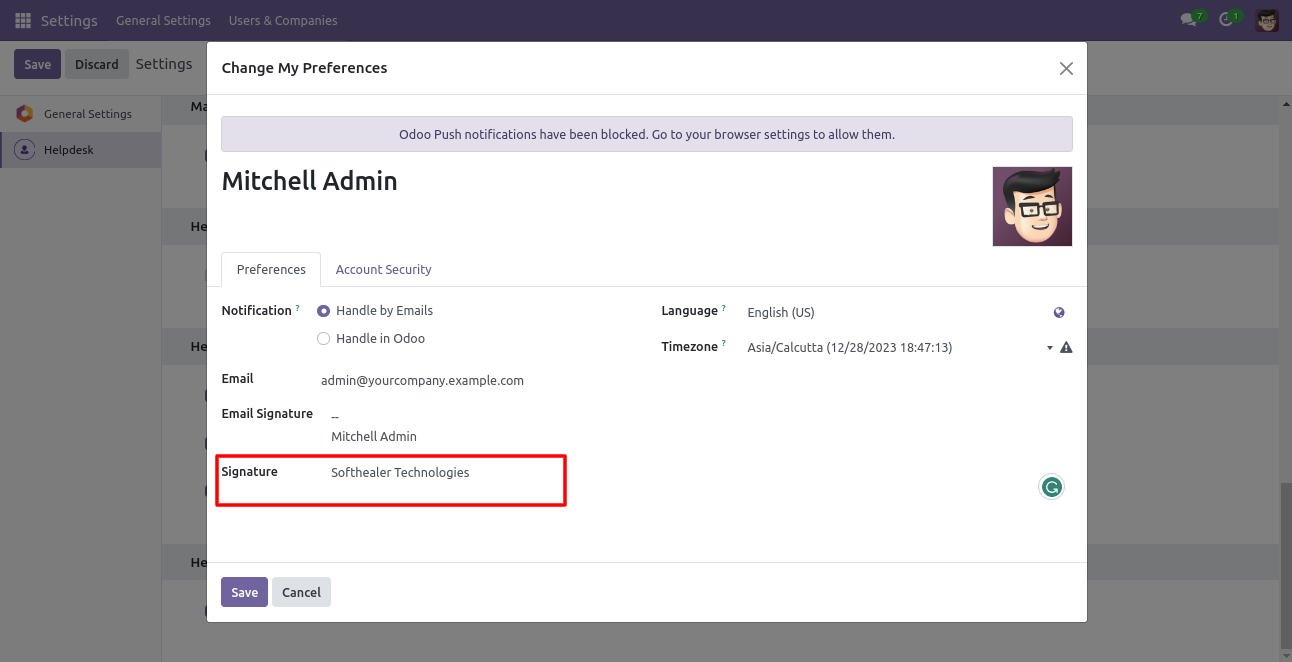 Settings General Settings Users & Companies 7 1
Save Discard Settings
Change My Preferences
General Settings
Helpdesk
Ma
He
He
He
Odoo Push notifications have been blocked. Go to your browser settings to allow them.
Mitchell Admin
Preferences Account Security
Notification ? Handle by Emails
Handle in Odoo
Email admin@yourcompany.example.com
Email Signature --
Mitchell Admin
Signature Softhealer Technologies
Language ? English (US)
Timezone ? Asia/Calcutta (12/28/2023 18:47:13)
Save Cancel